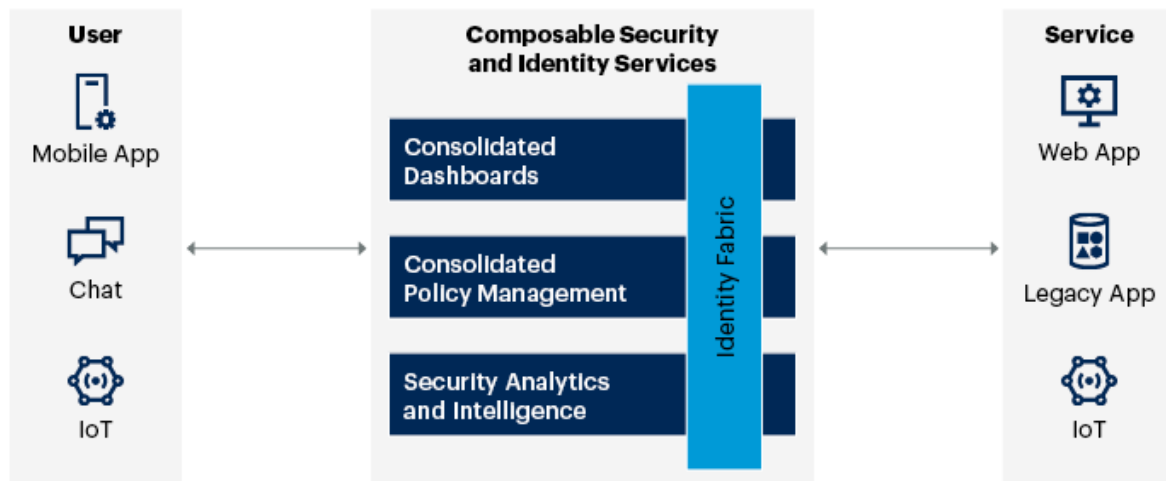 User
Mobile App
Chat
IoT
Composable Security
and Identity Services
Consolidated
Dashboards
Consolidated
Policy Management
Security Analytics
and Intelligence
Identity Fabric
Service
Web App
Legacy App
IoT